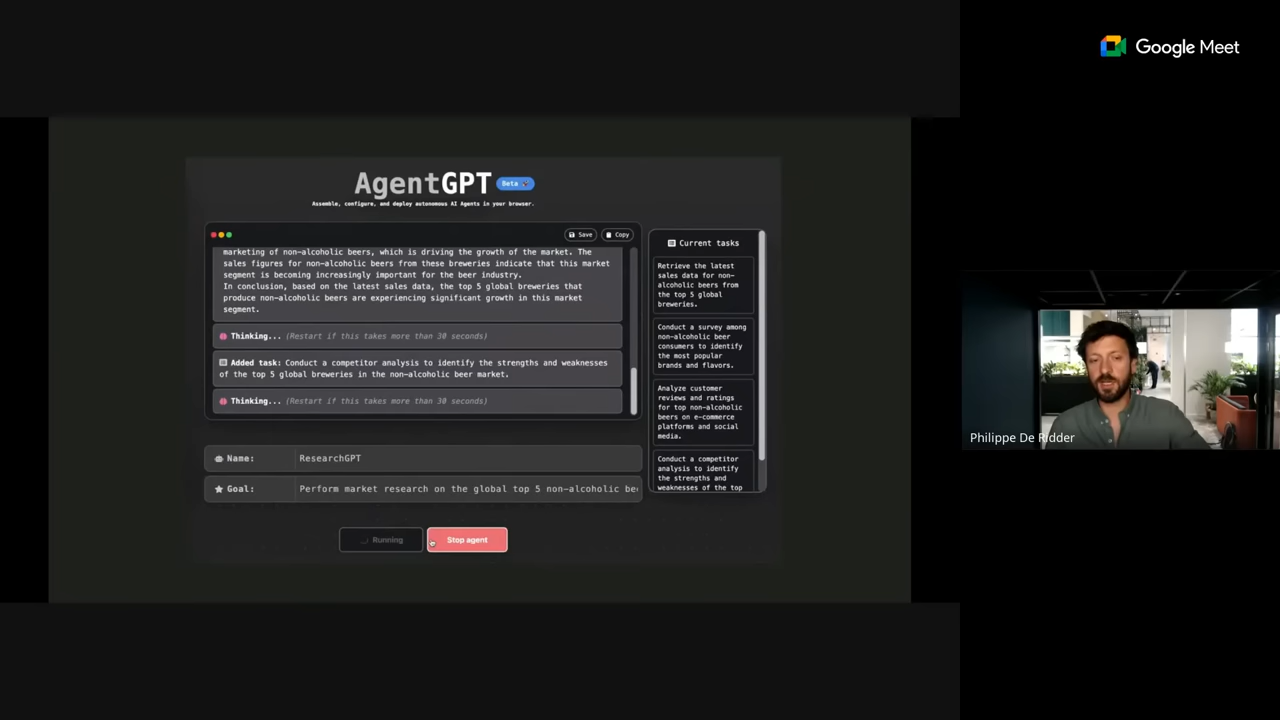 Google Meet
AgentGPT
Beta
Assemble, configure, and deploy autonomous AI Agents in your browser.
Save
Copy
marketing of non-alcoholic beers, which is driving the growth of the market. The
sales figures for non-alcoholic beers from these breweries indicate that this market
segment is becoming increasingly important for the beer industry.
In conclusion, based on the latest sales data, the top 5 global breweries that
produce non-alcoholic beers are experiencing significant growth in this market
segment.
Thinking... (Restart if this takes more than 30 seconds)
Added task: Conduct a competitor analysis to identify the strengths and weaknesses
of the top 5 global breweries in the non-alcoholic beer market.
Thinking... (Restart if this takes more than 30 seconds)
Name: ResearchGPT
Goal: Perform market research on the global top 5 non-alcoholic be
Running
Stop agent
Current tasks
Retrieve the latest
sales data for non-
alcoholic beers from
the top 5 global
breweries.
Conduct a survey among
non-alcoholic beer
consumers to identify
the most popular
brands and flavors.
Analyze customer
reviews and ratings
for top non-alcoholic
beers on e-commerce
platforms and social
media.
Conduct a competitor
analysis to identify
the strengths and
weaknesses of the top
Philippe De Ridder